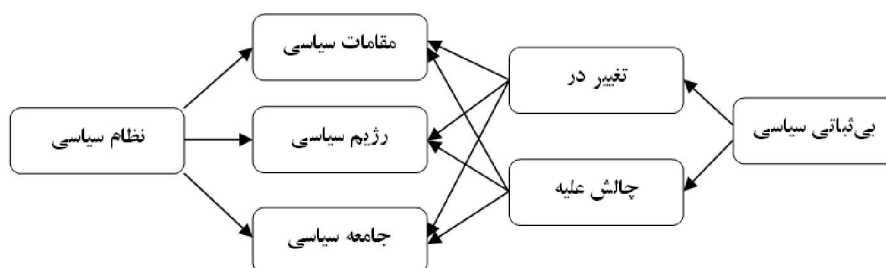 بی‌ثباتی سیاسی
تغییر در
چالش علیه
مقامات سیاسی
رژیم سیاسی
جامعه سیاسی
نظام سیاسی